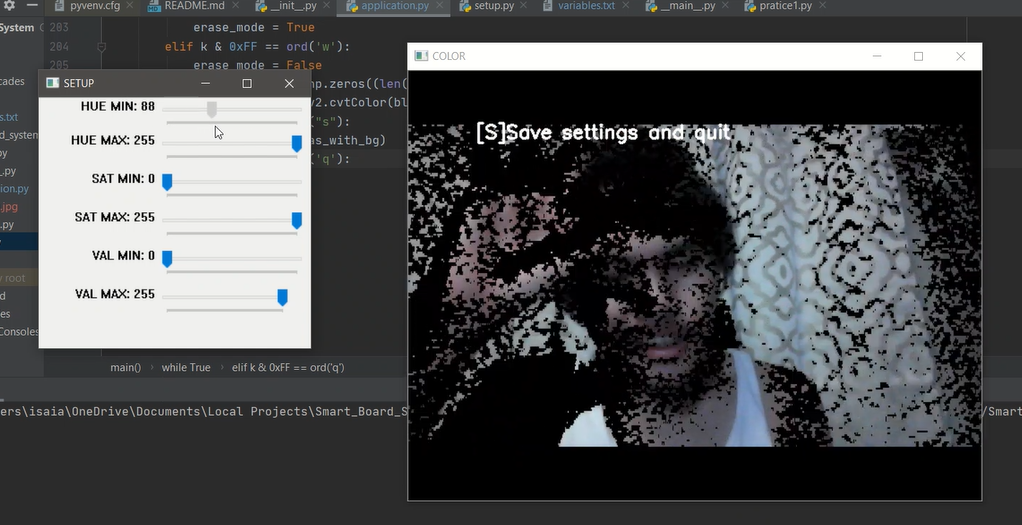 pyvenv.cfg README.md __init__.py application.py setup.py variables.txt __main__.py pratice1.py
System
203 erase_mode = True
204 elif k & 0xFF == ord('w'):
205 erase_mode = False
np.zeros((len(
cv2.cvtColor(bl
("s"):
as_with_bg)
('q'):
cades
s.txt
d_system
py
_.py
ion.py
.jpg
.py
y root
d
es
Consoles
SETUP
HUE MIN: 88
HUE MAX: 255
SAT MIN: 0
SAT MAX: 255
VAL MIN: 0
VAL MAX: 255
COLOR
[S]Save settings and quit
main() > while True > elif k & 0xFF == ord('q')
ers\isaia\OneDrive\Documents\Local Projects\Smart_Board_S
/Smart